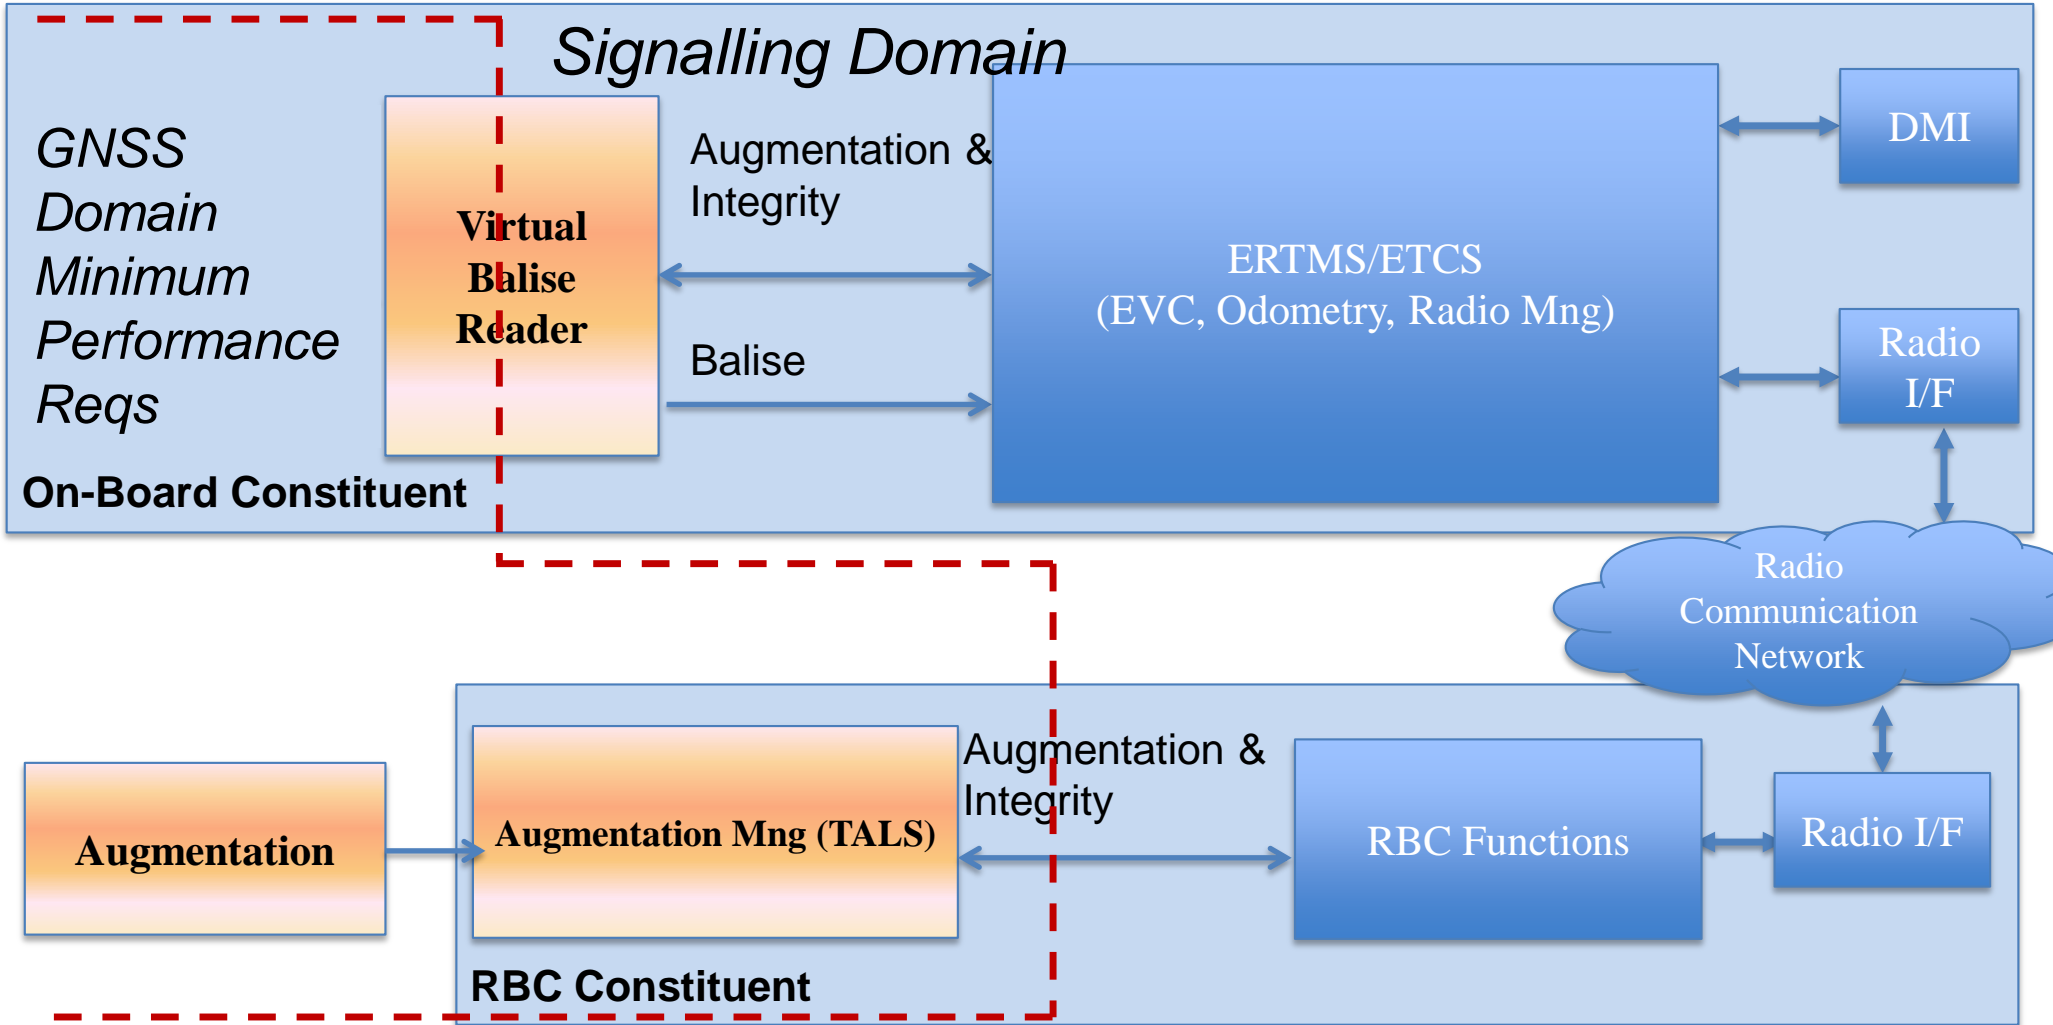 Signalling Domain
GNSS
Domain
Minimum
Performance
Reqs
On-Board Constituent
Virtual
Balise
Reader
Augmentation &
Integrity
Balise
ERTMS/ETCS
(EVC, Odometry, Radio Mng)
DMI
Radio
I/F
Radio
Communication
Network
Augmentation
Augmentation Mng (TALS)
Augmentation &
Integrity
RBC Functions
Radio I/F
RBC Constituent